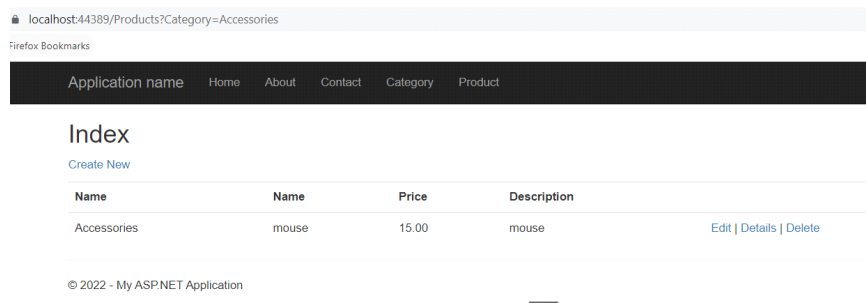 localhost:44389/Products?Category=Accessories
Firefox Bookmarks
Application name Home About Contact Category Product
Index
Create New
Name Name Price Description
Accessories mouse 15.00 mouse Edit | Details | Delete
© 2022 - My ASP.NET Application